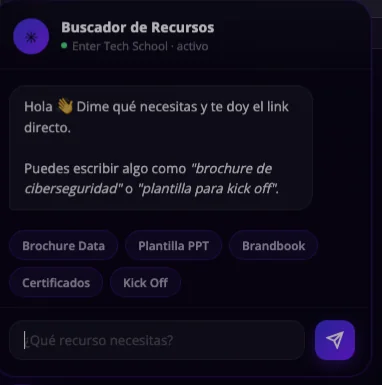 Buscador de Recursos
Enter Tech School · activo
Hola 👋 Dime qué necesitas y te doy el link
directo.
Puedes escribir algo como "brochure de
ciberseguridad" o "plantilla para kick off".
Brochure Data
Plantilla PPT
Brandbook
Certificados
Kick Off
¿Qué recurso necesitas?